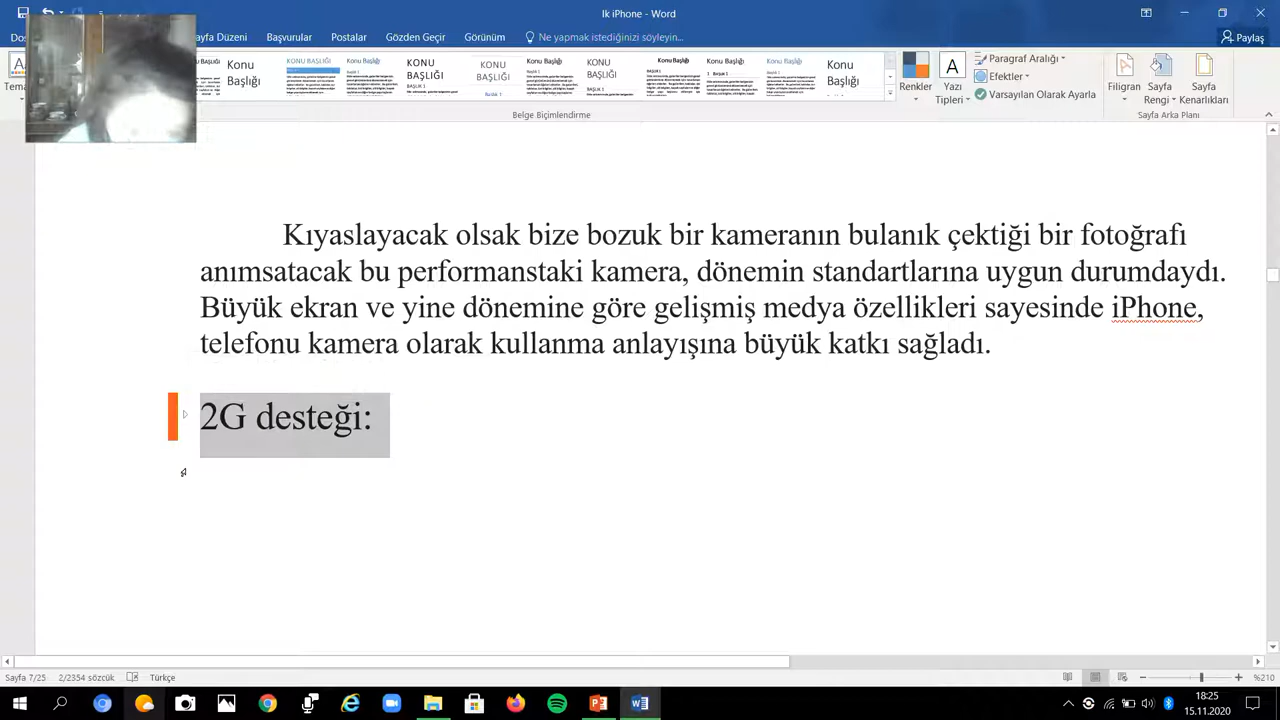 Ik iPhone - Word
Dos
ayfa Düzeni Başvurular Postalar Gözden Geçir Görünüm Ne yapmak istediğinizi söyleyin... Paylaş
Konu Başlığı
KONU BAŞLIĞI
Konu Başlığı
KONU BAŞLIĞI
KONU BAŞLIĞI
Konu Başlığı
KONU BAŞLIĞI
Konu Başlığı
Konu Başlığı
Konu Başlığı
Konu Başlığı
Renkler
Yazı Tipleri
Paragraf Aralığı
Efektler
Varsayılan Olarak Ayarla
Filigran
Sayfa Rengi
Sayfa Kenarlıkları
Belge Biçimlendirme
Sayfa Arka Planı
Kıyaslayacak olsak bize bozuk bir kameranın bulanık çektiği bir fotoğrafı
anımsatacak bu performanstaki kamera, dönemin standartlarına uygun durumdaydı.
Büyük ekran ve yine dönemine göre gelişmiş medya özellikleri sayesinde iPhone,
telefonu kamera olarak kullanma anlayışına büyük katkı sağladı.
2G desteği:
Sayfa 7/25 2/2354 sözcük Türkçe %210
18:25
15.11.2020